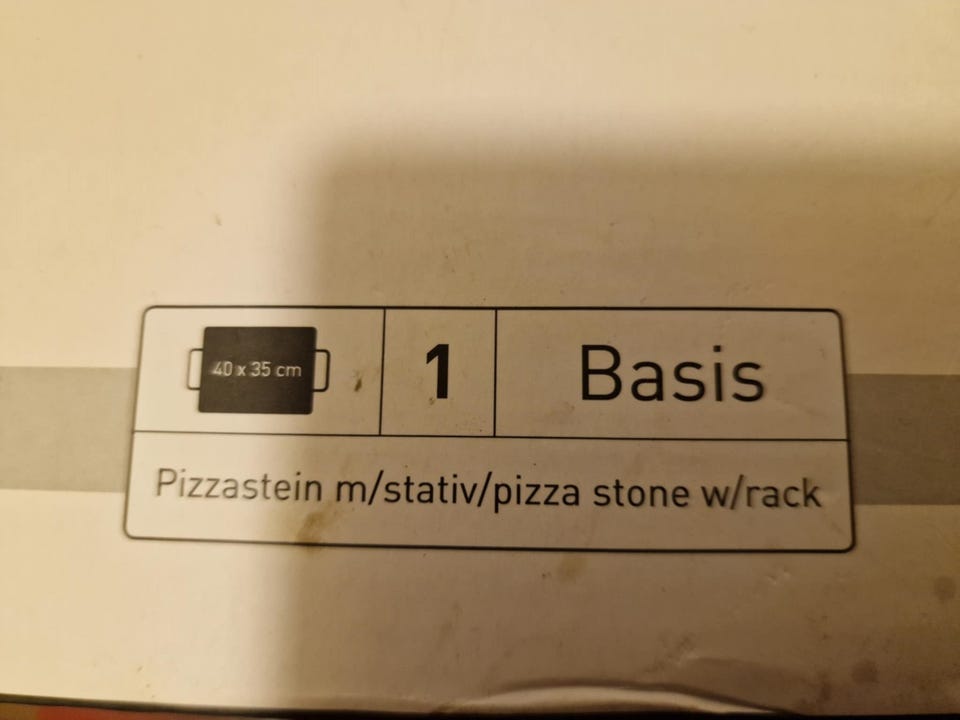 40 x 35 cm
1
Basis
Pizzastein m/stativ/pizza stone w/rack